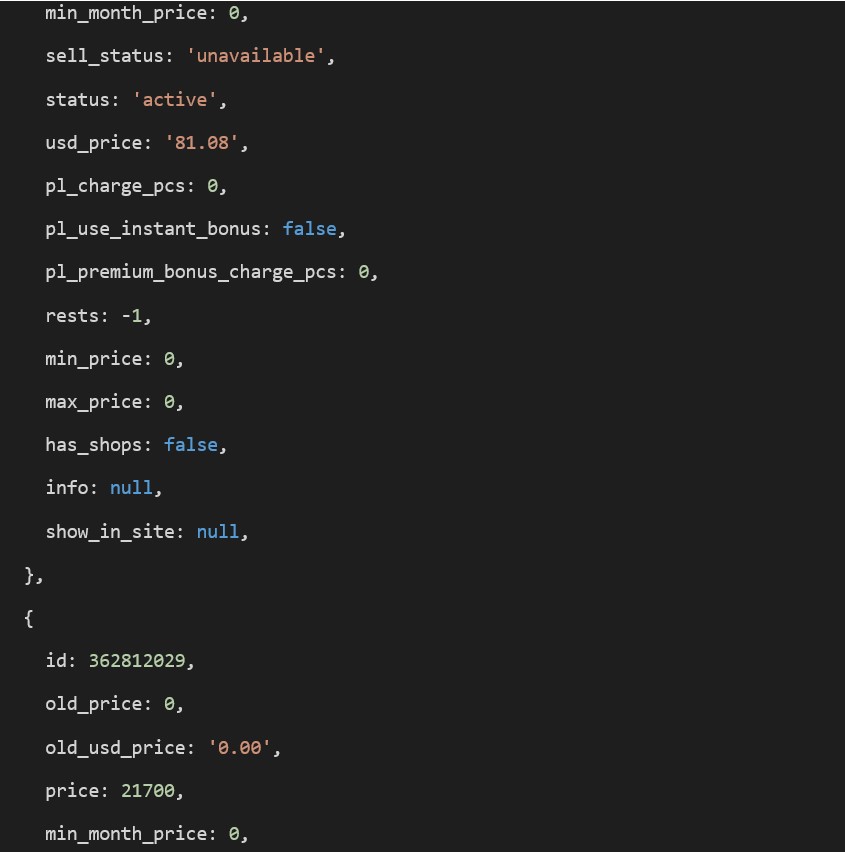 min_month_price: 0,
sell_status: 'unavailable',
status: 'active',
usd_price: '81.08',
pl_charge_pcs: 0,
pl_use_instant_bonus: false,
pl_premium_bonus_charge_pcs: 0,
rests: -1,
min_price: 0,
max_price: 0,
has_shops: false,
info: null,
show_in_site: null,
},
{
id: 362812029,
old_price: 0,
old_usd_price: '0.00',
price: 21700,
min_month_price: 0,